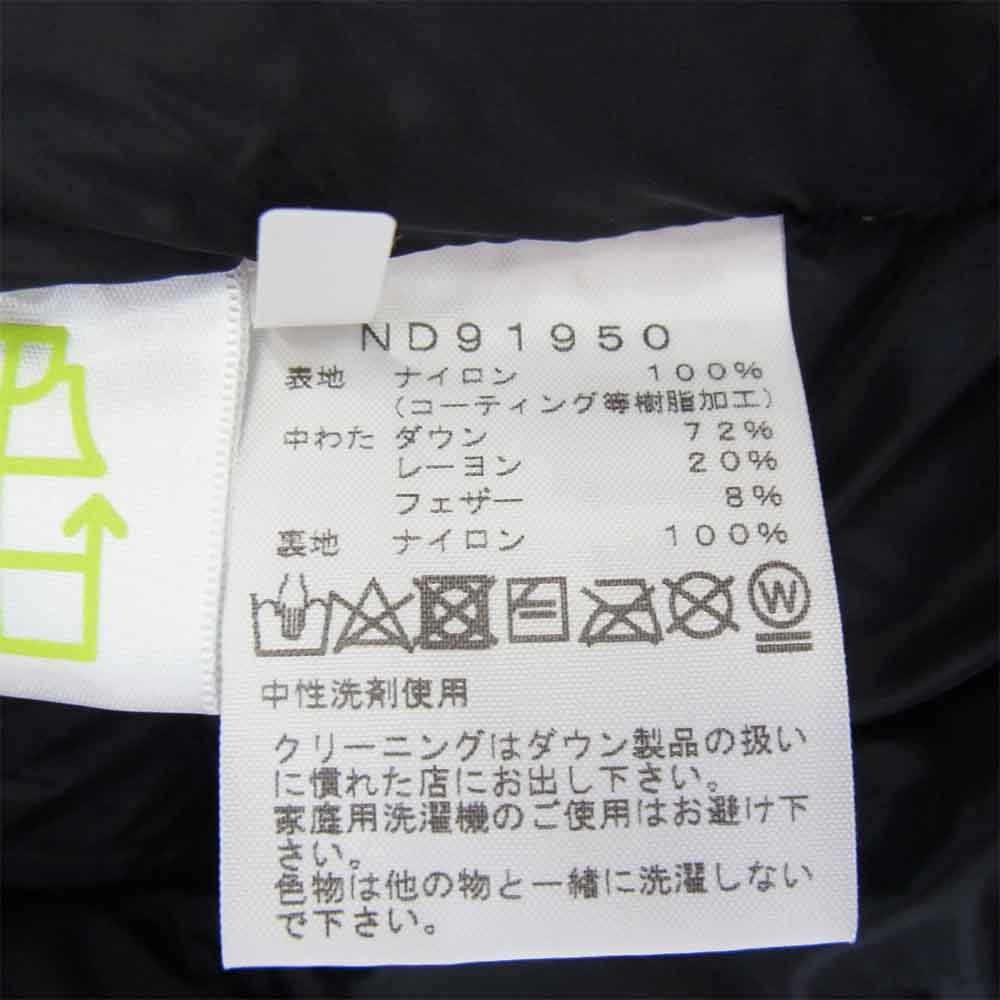 ND91950
表地 ナイロン 100%
(コーティング等樹脂加工)
中わた ダウン 72%
レーヨン 20%
フェザー 8%
裏地 ナイロン 100%
W
中性洗剤使用
クリーニングはダウン製品の扱い
に慣れた店にお出し下さい。
家庭用洗濯機のご使用はお避け下
さい。
色物は他の物と一緒に洗濯しない
で下さい。